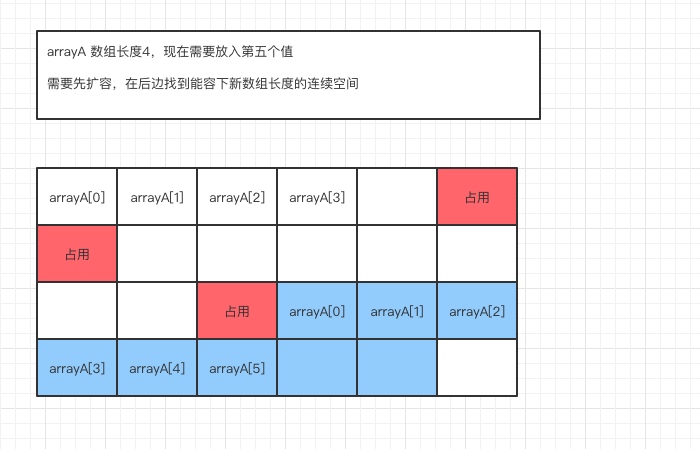 arrayA 数组长度4，现在需要放入第五个值
需要先扩容，在后边找到能容下新数组长度的连续空间
arrayA[0] arrayA[1] arrayA[2] arrayA[3] 占用
占用
占用 arrayA[0] arrayA[1] arrayA[2]
arrayA[3] arrayA[4] arrayA[5]